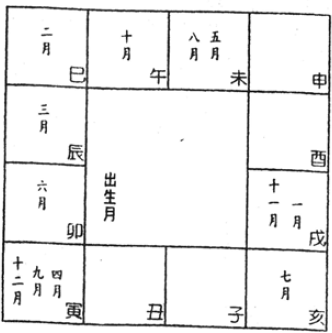 二月
巳
十月
午
五月
八月
未
申
三月
辰
酉
六月
卯
出生月
一月
十一月
戌
四月
九月
十二月
寅
丑
子
七月
亥